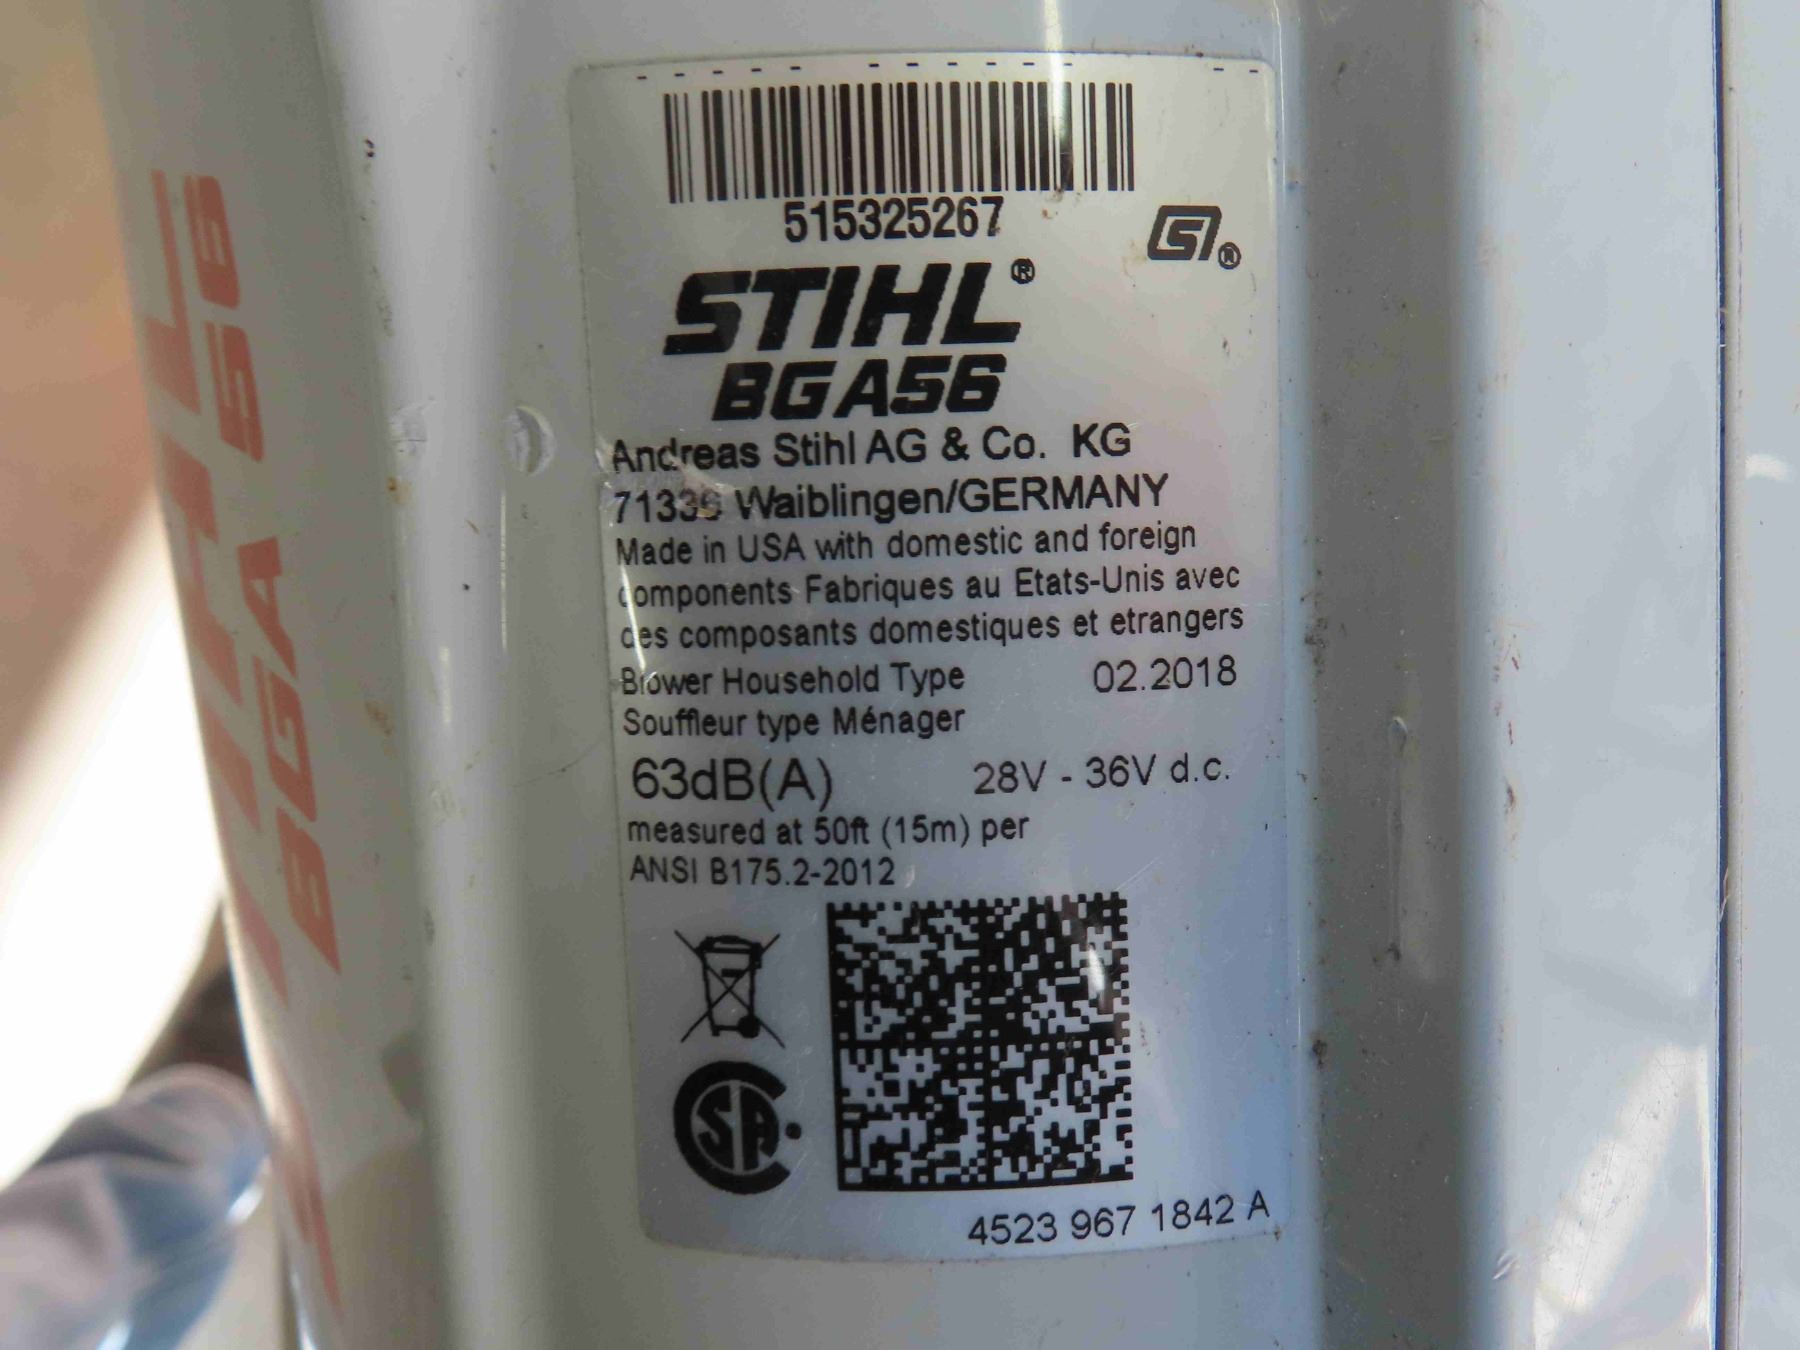 515325267
STIHL®
BGA56
Andreas Stihl AG & Co. KG
71336 Waiblingen/GERMANY
Made in USA with domestic and foreign
components Fabriques au Etats-Unis avec
des composants domestiques et etrangers
Blower Household Type 02.2018
Souffleur type Ménager
63dB(A) 28V - 36V d.c.
measured at 50ft (15m) per
ANSI B175.2-2012
4523 967 1842 A
STIHL
BGA 56